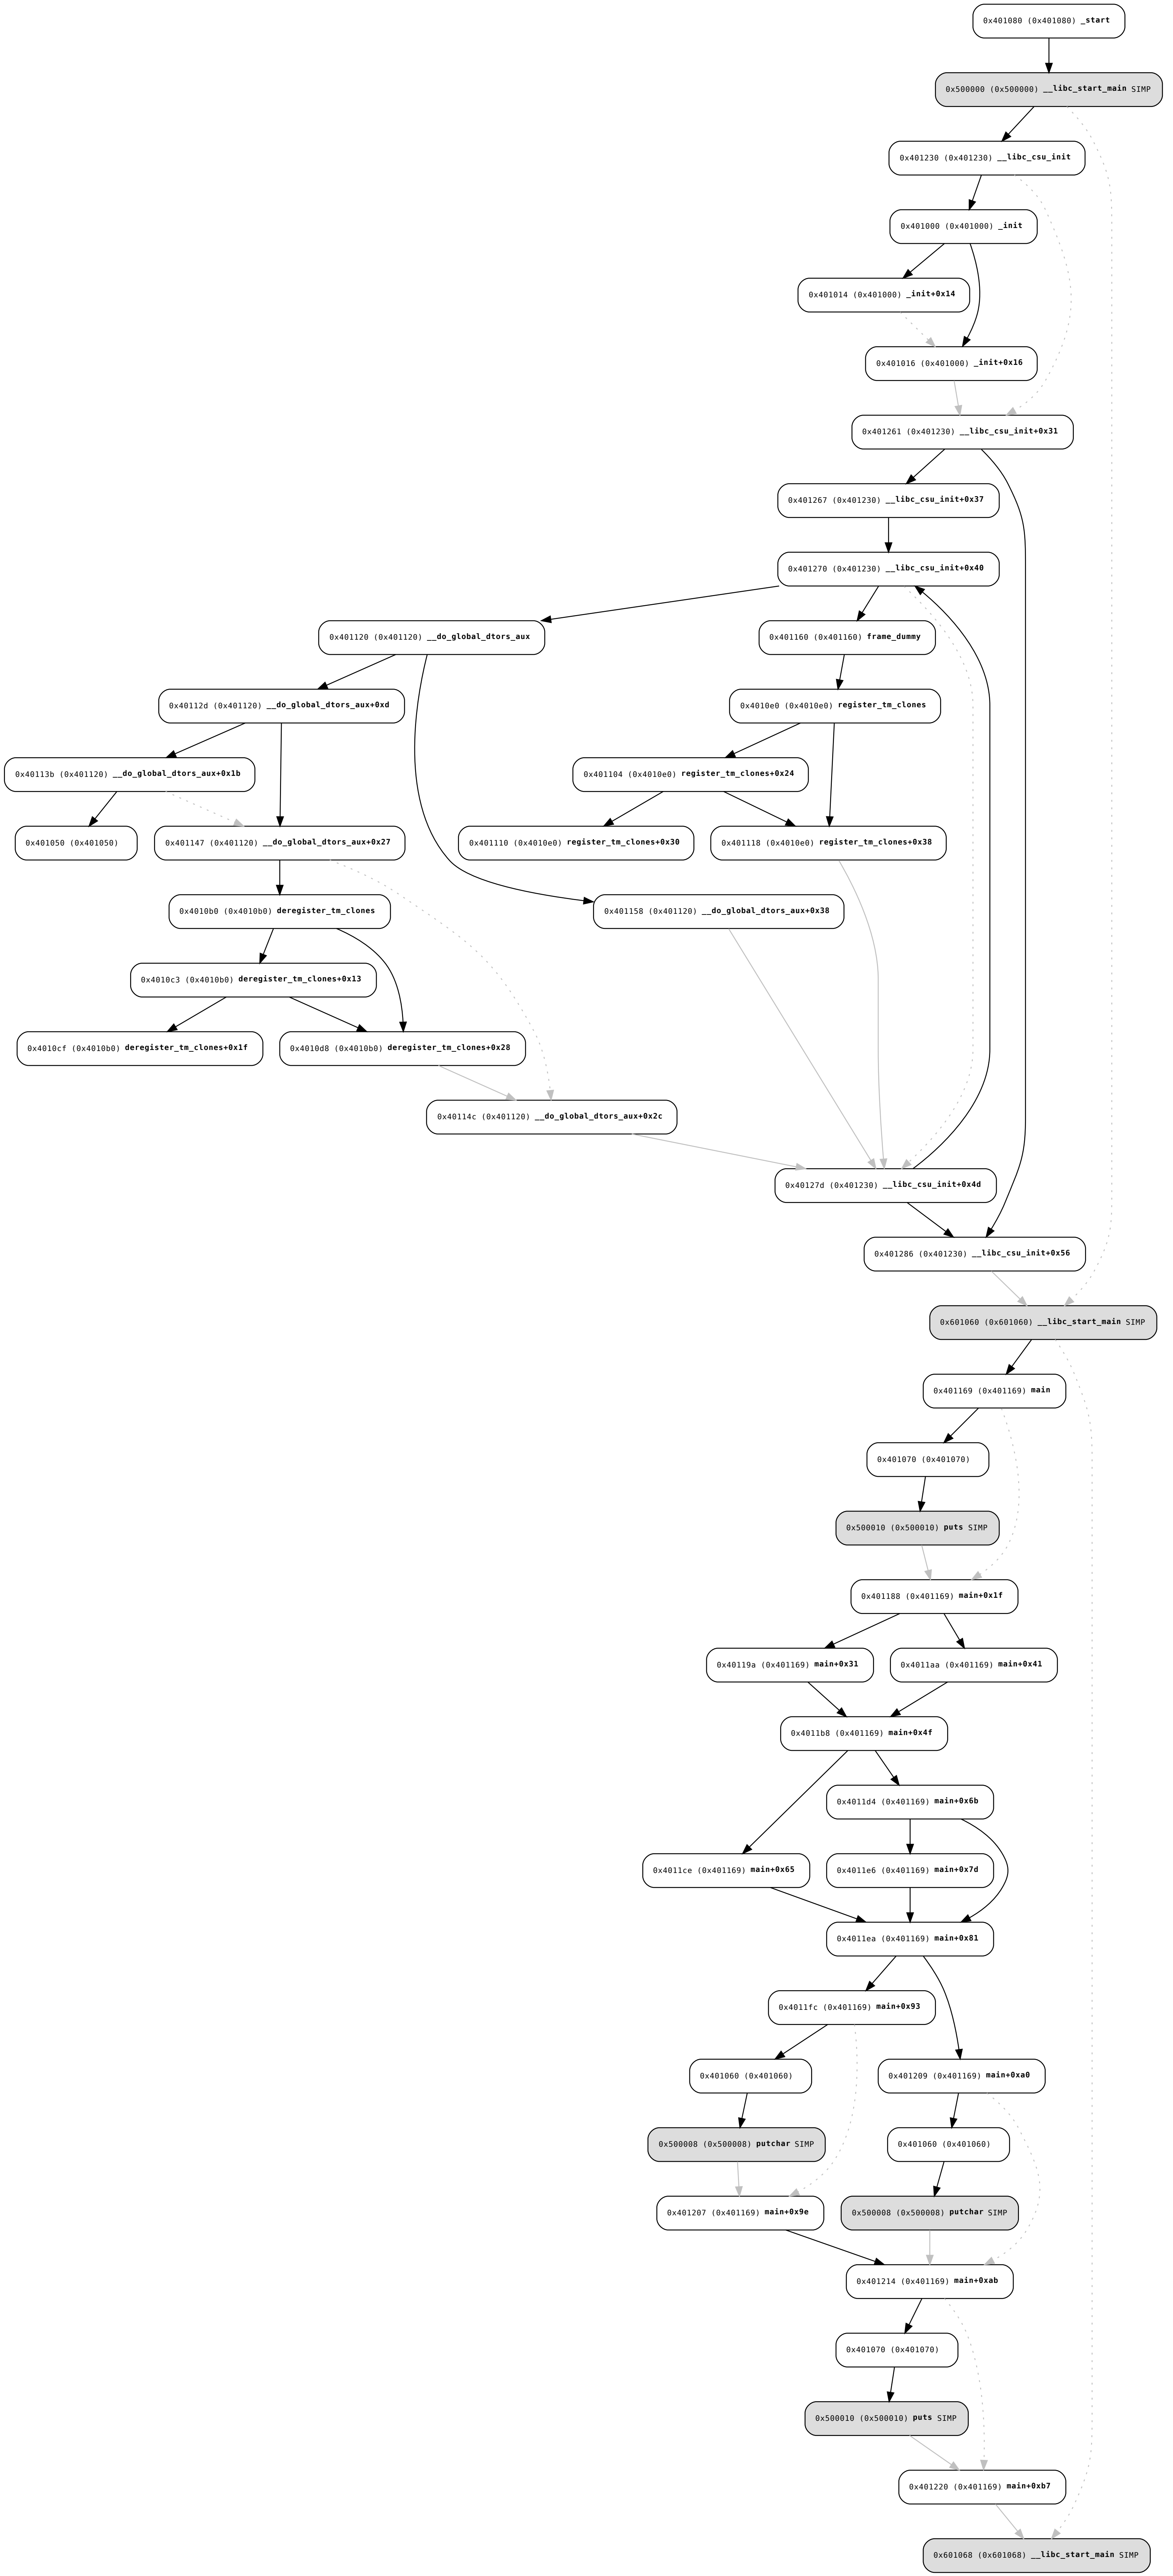 0x401080 (0x401080) _start
0x500000 (0x500000) __libc_start_main SIMP
0x401230 (0x401230) __libc_csu_init
0x401000 (0x401000) _init
0x401014 (0x401000) _init+0x14
0x401016 (0x401000) _init+0x16
0x401261 (0x401230) __libc_csu_init+0x31
0x401267 (0x401230) __libc_csu_init+0x37
0x401270 (0x401230) __libc_csu_init+0x40
0x401120 (0x401120) __do_global_dtors_aux
0x401160 (0x401160) frame_dummy
0x40112d (0x401120) __do_global_dtors_aux+0xd
0x4010e0 (0x4010e0) register_tm_clones
0x40113b (0x401120) __do_global_dtors_aux+0x1b
0x401104 (0x4010e0) register_tm_clones+0x24
0x401050 (0x401050)
0x401147 (0x401120) __do_global_dtors_aux+0x27
0x401110 (0x4010e0) register_tm_clones+0x30
0x401118 (0x4010e0) register_tm_clones+0x38
0x4010b0 (0x4010b0) deregister_tm_clones
0x401158 (0x401120) __do_global_dtors_aux+0x38
0x4010c3 (0x4010b0) deregister_tm_clones+0x13
0x4010cf (0x4010b0) deregister_tm_clones+0x1f
0x4010d8 (0x4010b0) deregister_tm_clones+0x28
0x40114c (0x401120) __do_global_dtors_aux+0x2c
0x40127d (0x401230) __libc_csu_init+0x4d
0x401286 (0x401230) __libc_csu_init+0x56
0x601060 (0x601060) __libc_start_main SIMP
0x401169 (0x401169) main
0x401070 (0x401070)
0x500010 (0x500010) puts SIMP
0x401188 (0x401169) main+0x1f
0x40119a (0x401169) main+0x31
0x4011aa (0x401169) main+0x41
0x4011b8 (0x401169) main+0x4f
0x4011d4 (0x401169) main+0x6b
0x4011ce (0x401169) main+0x65
0x4011e6 (0x401169) main+0x7d
0x4011ea (0x401169) main+0x81
0x4011fc (0x401169) main+0x93
0x401060 (0x401060)
0x401209 (0x401169) main+0xa0
0x500008 (0x500008) putchar SIMP
0x401060 (0x401060)
0x401207 (0x401169) main+0x9e
0x500008 (0x500008) putchar SIMP
0x401214 (0x401169) main+0xab
0x401070 (0x401070)
0x500010 (0x500010) puts SIMP
0x401220 (0x401169) main+0xb7
0x601068 (0x601068) __libc_start_main SIMP